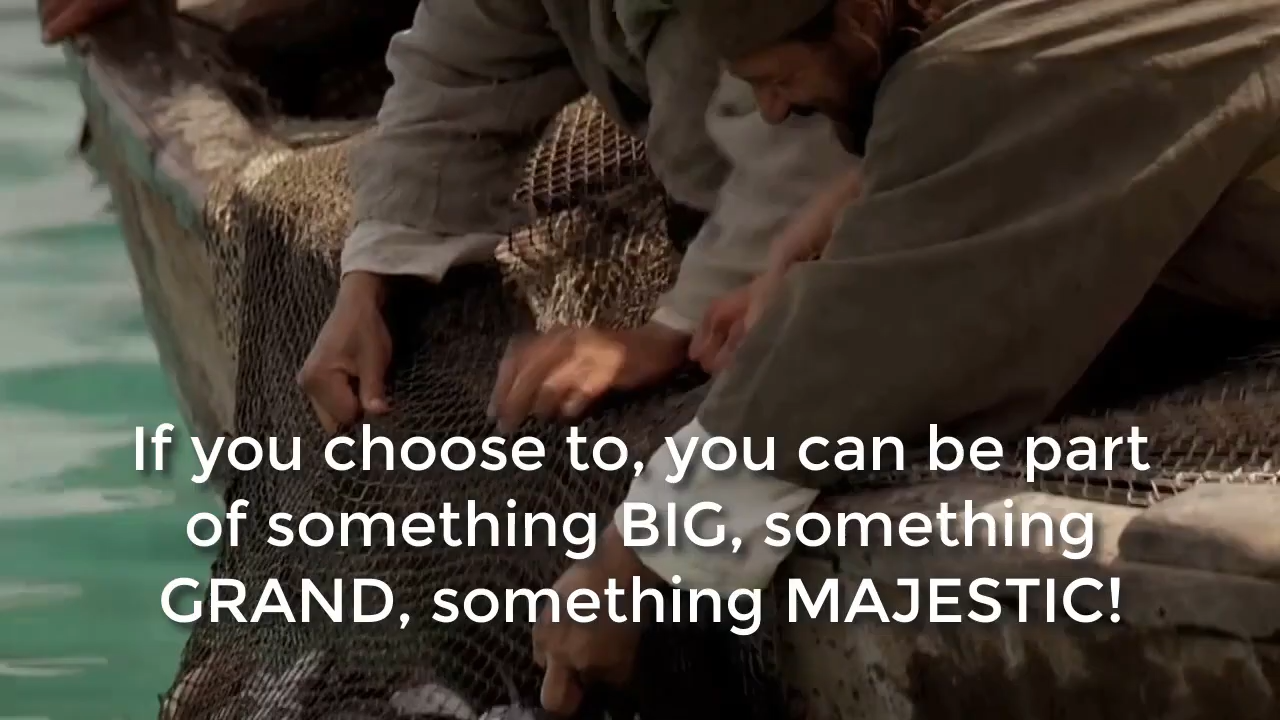 If you choose to, you can be part
of something BIG, something
GRAND, something MAJESTIC!